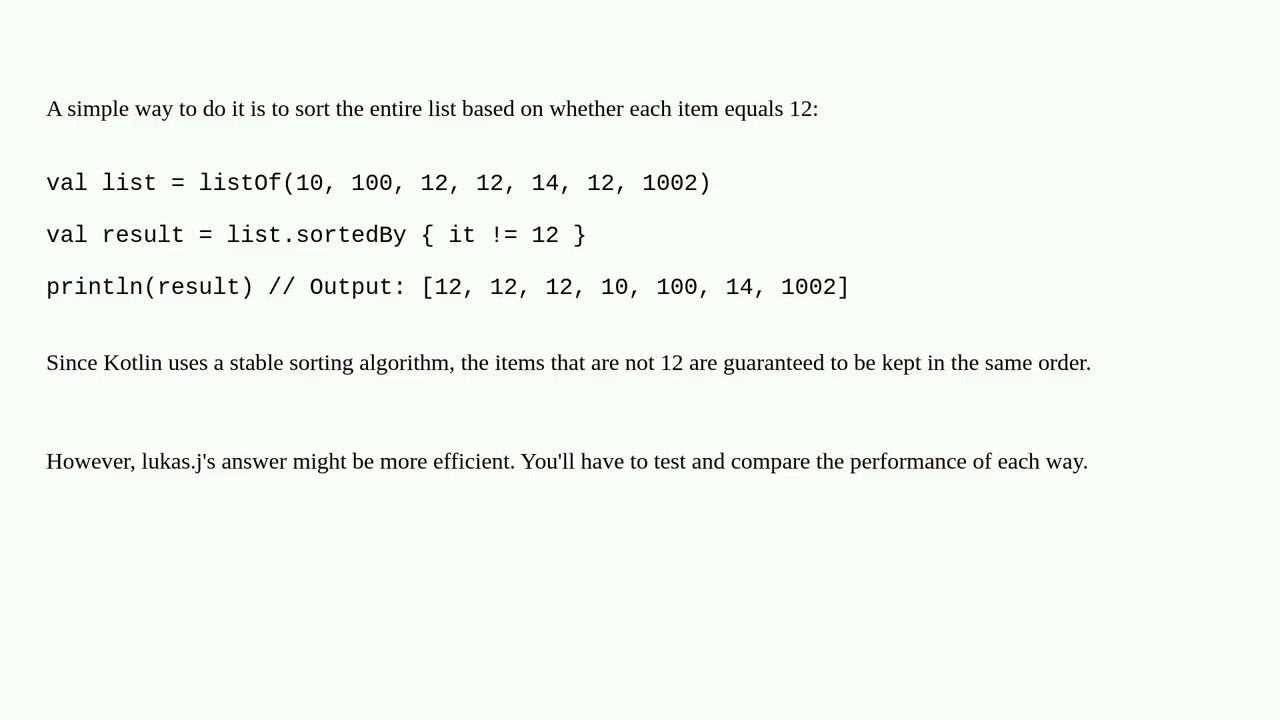 A simple way to do it is to sort the entire list based on whether each item equals 12:
val list = listOf(10, 100, 12, 12, 14, 12, 1002)
val result = list.sortedBy { it != 12 }
println(result) // Output: [12, 12, 12, 10, 100, 14, 1002]
Since Kotlin uses a stable sorting algorithm, the items that are not 12 are guaranteed to be kept in the same order.
However, lukas.j's answer might be more efficient. You'll have to test and compare the performance of each way.